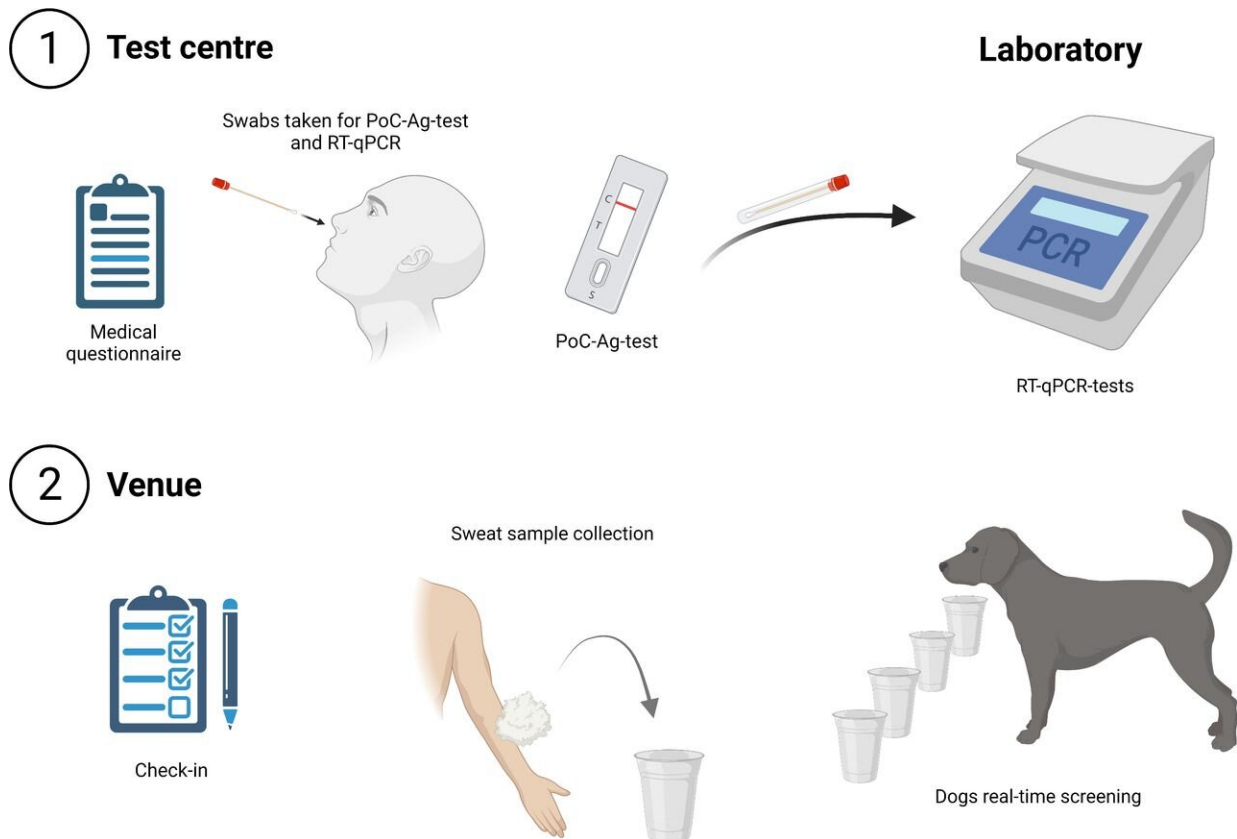 1 Test centre
Laboratory
Swabs taken for PoC-Ag-test
and RT-qPCR
C
T
S
PCR
Medical
questionnaire
PoC-Ag-test
RT-qPCR-tests
2 Venue
Sweat sample collection
Check-in
Dogs real-time screening